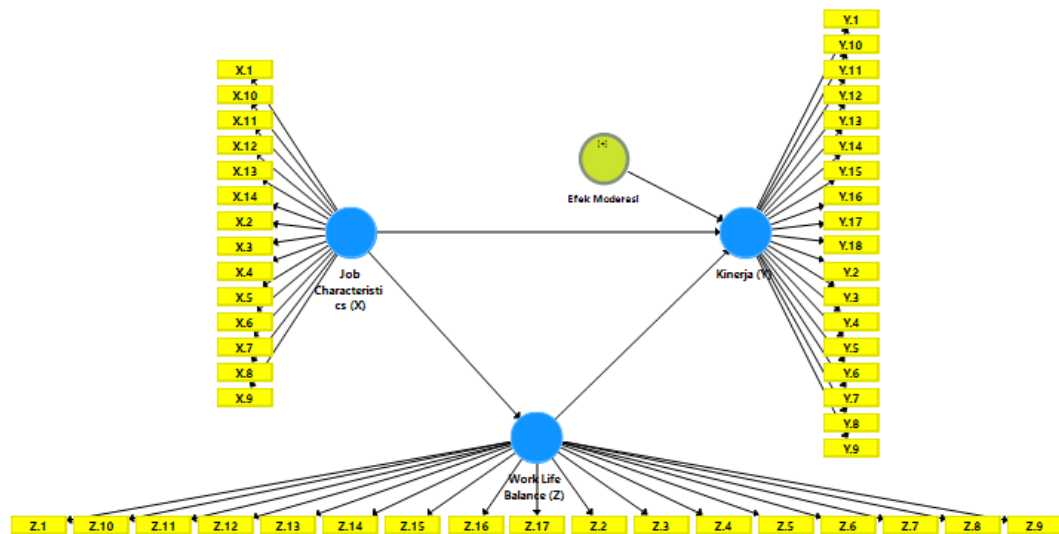 X.1
X.10
X.11
X.12
X.13
X.14
X.2
X.3
X.4
X.5
X.6
X.7
X.8
X.9
Job
Characteristi
cs (X)
[+]
Efek Moderasi
Kinerja (Y)
Y.1
Y.10
Y.11
Y.12
Y.13
Y.14
Y.15
Y.16
Y.17
Y.18
Y.2
Y.3
Y.4
Y.5
Y.6
Y.7
Y.8
Y.9
Work Life
Balance (Z)
Z.1 Z.10 Z.11 Z.12 Z.13 Z.14 Z.15 Z.16 Z.17 Z.2 Z.3 Z.4 Z.5 Z.6 Z.7 Z.8 Z.9